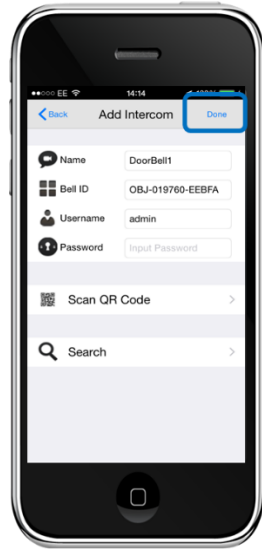 EE 14:14
Back Add Intercom Done
Name DoorBell1
Bell ID OBJ-019760-EEBFA
Username admin
Password Input Password
Scan QR Code
Search